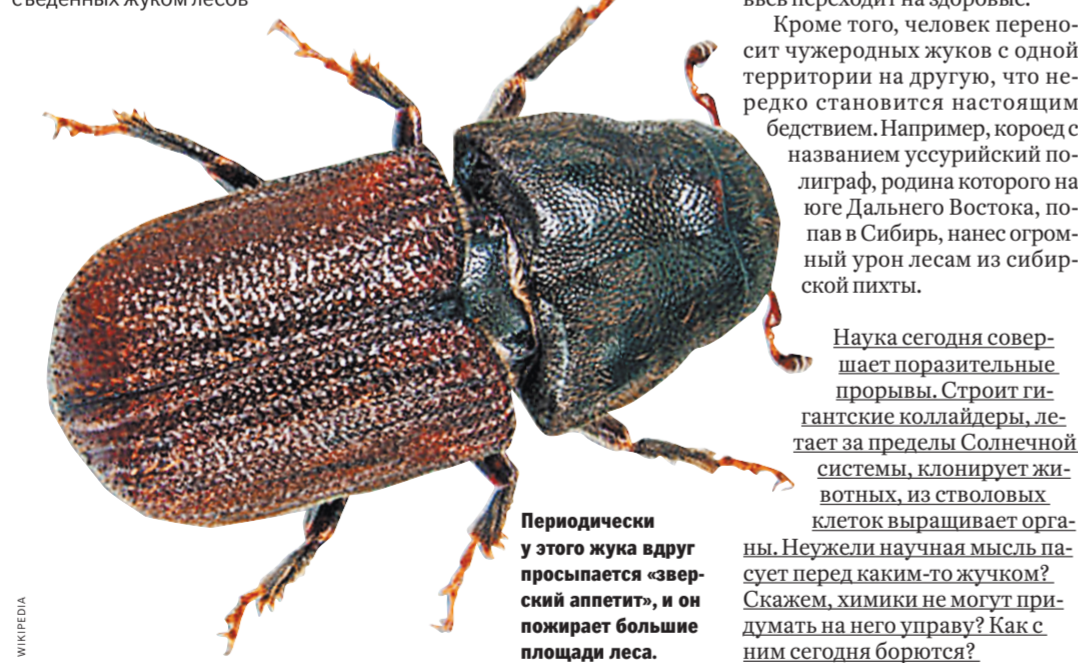 съеденных жуком лесов
ввев переходит на здоровые.
Кроме того, человек перено-
сит чужеродных жуков с одной
территории на другую, что не-
редко становится настоящим
бедствием. Например, короед с
названием уссурийский по-
лиграф, родина которого на
юге Дальнего Востока, по-
пав в Сибирь, нанес огром-
ный урон лесам из сибир-
ской пихты.
Наука сегодня совер-
шает поразительные
прорывы. Строит ги-
гантские коллайдеры, ле-
тает за пределы Солнечной
системы, клонирует жи-
вотных, из стволовых
клеток выращивает орга-
ны. Неужели научная мысль па-
сует перед каким-то жучком?
Скажем, химики не могут при-
думать на него управу? Как с
ним сегодня борются?
Периодически
у этого жука вдруг
просыпается «звер-
ский аппетит», и он
пожирает большие
площади леса.
WIKIPEDIA